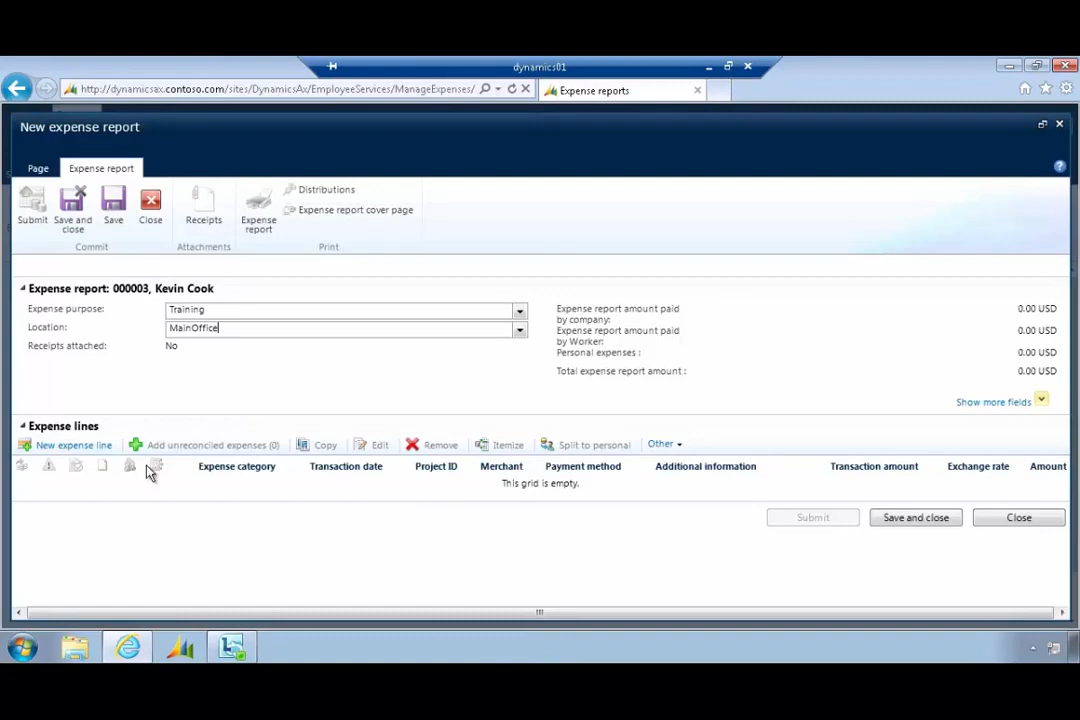 dynamics01
http://dynamicsax.contoso.com/sites/DynamicsAx/EmployeeServices/ManageExpenses/
Expense reports
New expense report
Page
Expense report
Submit
Save and close
Save
Close
Receipts
Expense report
Distributions
Expense report cover page
Commit
Attachments
Print
Expense report: 000003, Kevin Cook
Expense purpose:
Training
Location:
MainOffice
Receipts attached:
No
Expense report amount paid by company:
0.00 USD
Expense report amount paid by Worker:
0.00 USD
Personal expenses :
0.00 USD
Total expense report amount :
0.00 USD
Show more fields
Expense lines
New expense line
Add unreconciled expenses (0)
Copy
Edit
Remove
Itemize
Split to personal
Other
Expense category
Transaction date
Project ID
Merchant
Payment method
Additional information
Transaction amount
Exchange rate
Amount
This grid is empty.
Submit
Save and close
Close